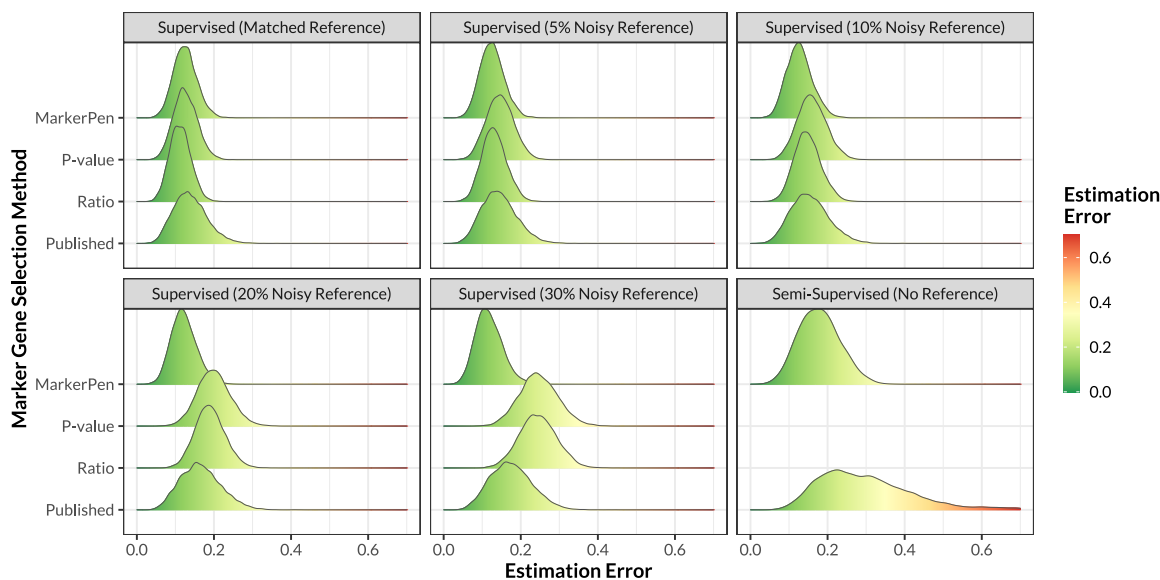 Supervised (Matched Reference)
Supervised (5% Noisy Reference)
Supervised (10% Noisy Reference)
MarkerPen
P-value
Ratio
Published
Supervised (20% Noisy Reference)
Supervised (30% Noisy Reference)
Semi-Supervised (No Reference)
MarkerPen
P-value
Ratio
Published
0.0 0.2 0.4 0.6
0.0 0.2 0.4 0.6
0.0 0.2 0.4 0.6
Estimation Error
Marker Gene Selection Method
Estimation
Error
0.6
0.4
0.2
0.0